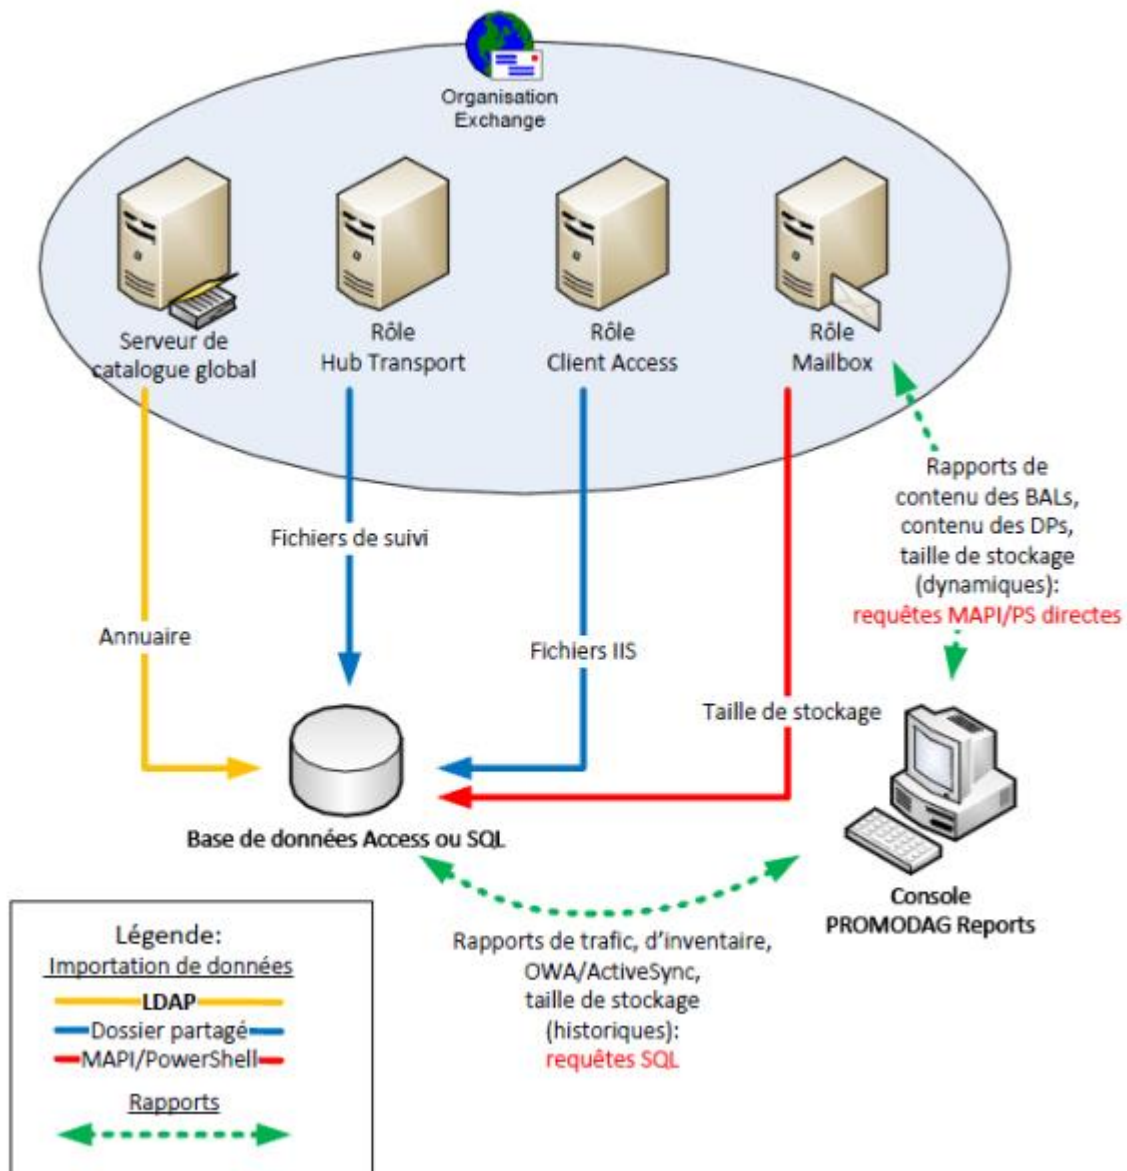 Organisation
Exchange
Serveur de
catalogue global
Rôle
Hub Transport
Rôle
Client Access
Rôle
Mailbox
Rapports de
contenu des BALs,
contenu des DPs,
taille de stockage
(dynamiques):
requêtes MAPI/PS directes
Fichiers de suivi
Annuaire
Fichiers IIS
Taille de stockage
Base de données Access ou SQL
Console
PROMODAG Reports
Rapports de trafic, d'inventaire,
OWA/ActiveSync,
taille de stockage
(historiques):
requêtes SQL
Légende:
Importation de données
LDAP
Dossier partagé
MAPI/PowerShell
Rapports